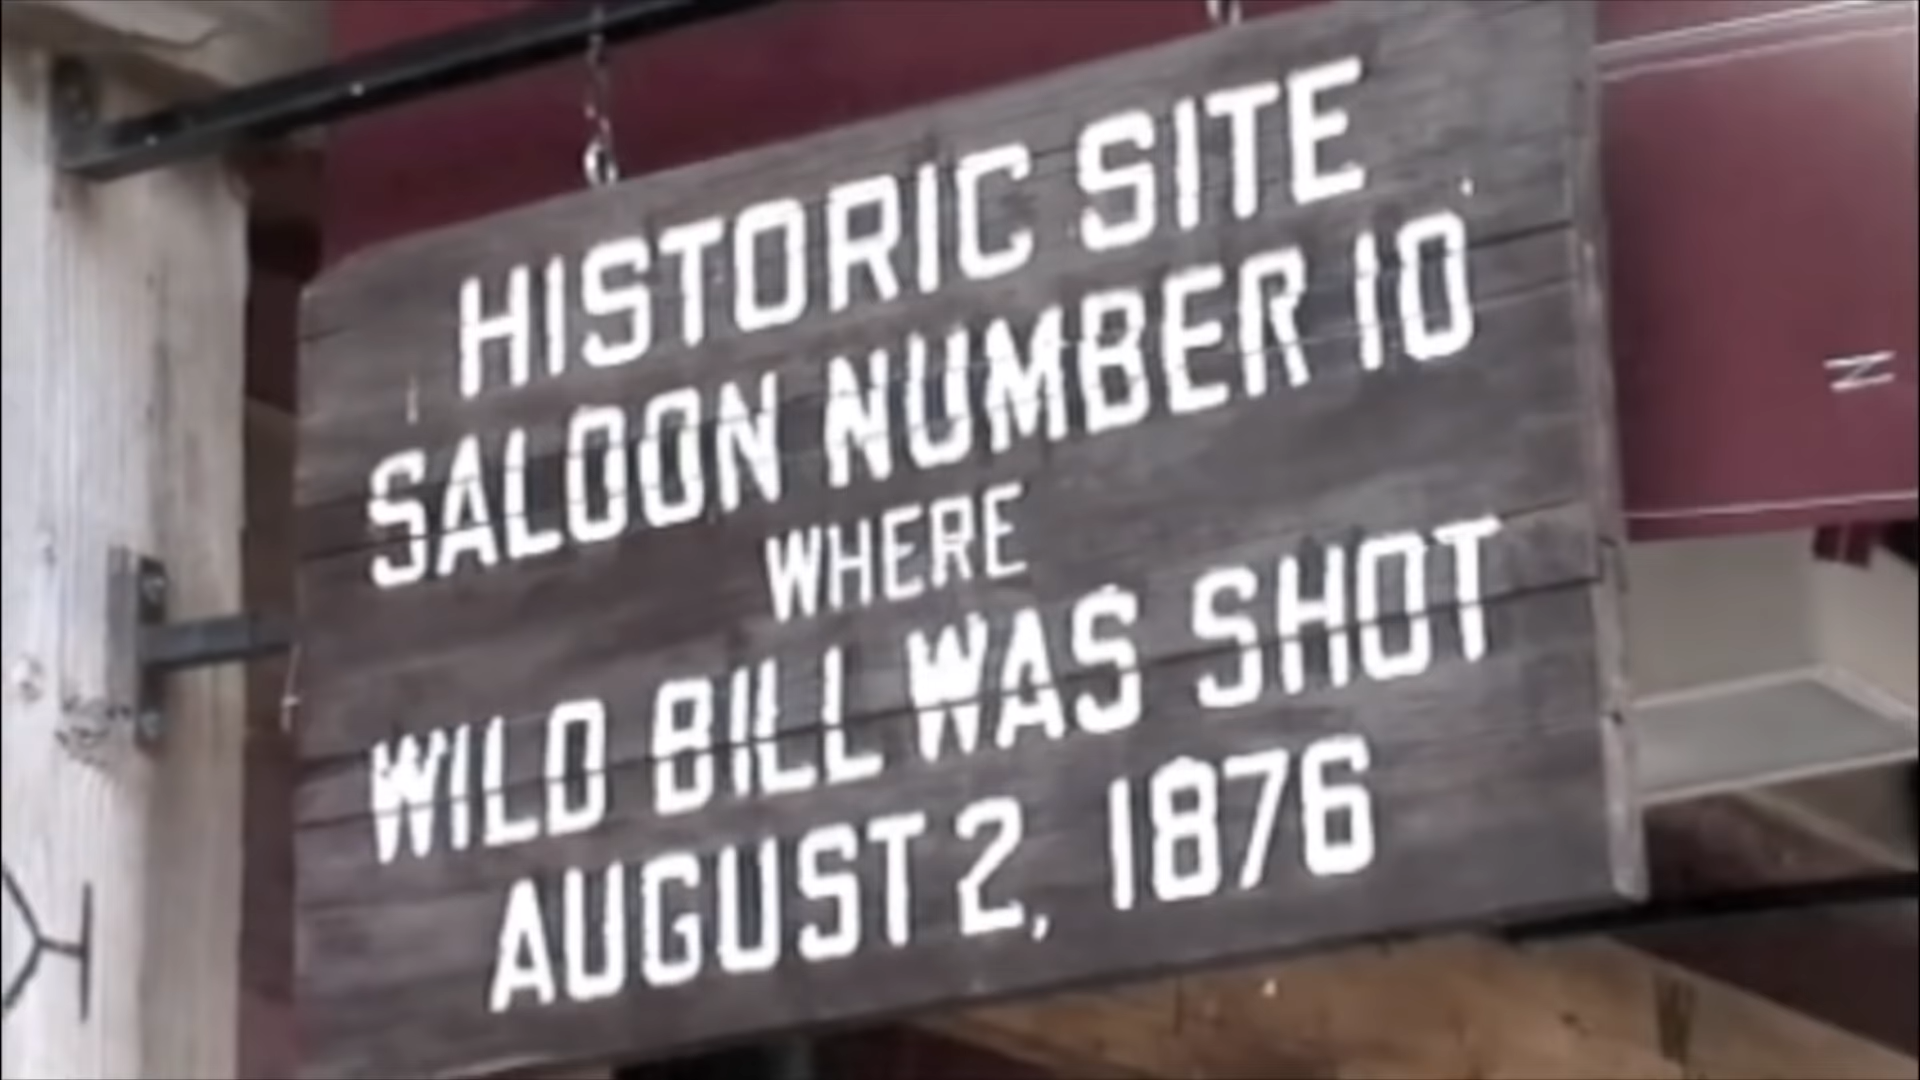 HISTORIC SITE
SALOON NUMBER 10
WHERE
WILD BILL WAS SHOT
AUGUST 2, 1876